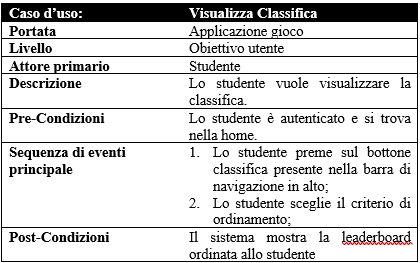 Caso d'uso: Visualizza Classifica
Portata Applicazione gioco
Livello Obiettivo utente
Attore primario Studente
Descrizione Lo studente vuole visualizzare la
classifica.
Pre-Condizioni Lo studente è autenticato e si trova
nella home.
Sequenza di eventi 1. Lo studente preme sul bottone
principale classifica presente nella barra di
navigazione in alto;
2. Lo studente sceglie il criterio di
ordinamento;
Post-Condizioni Il sistema mostra la leaderboard
ordinata allo studente